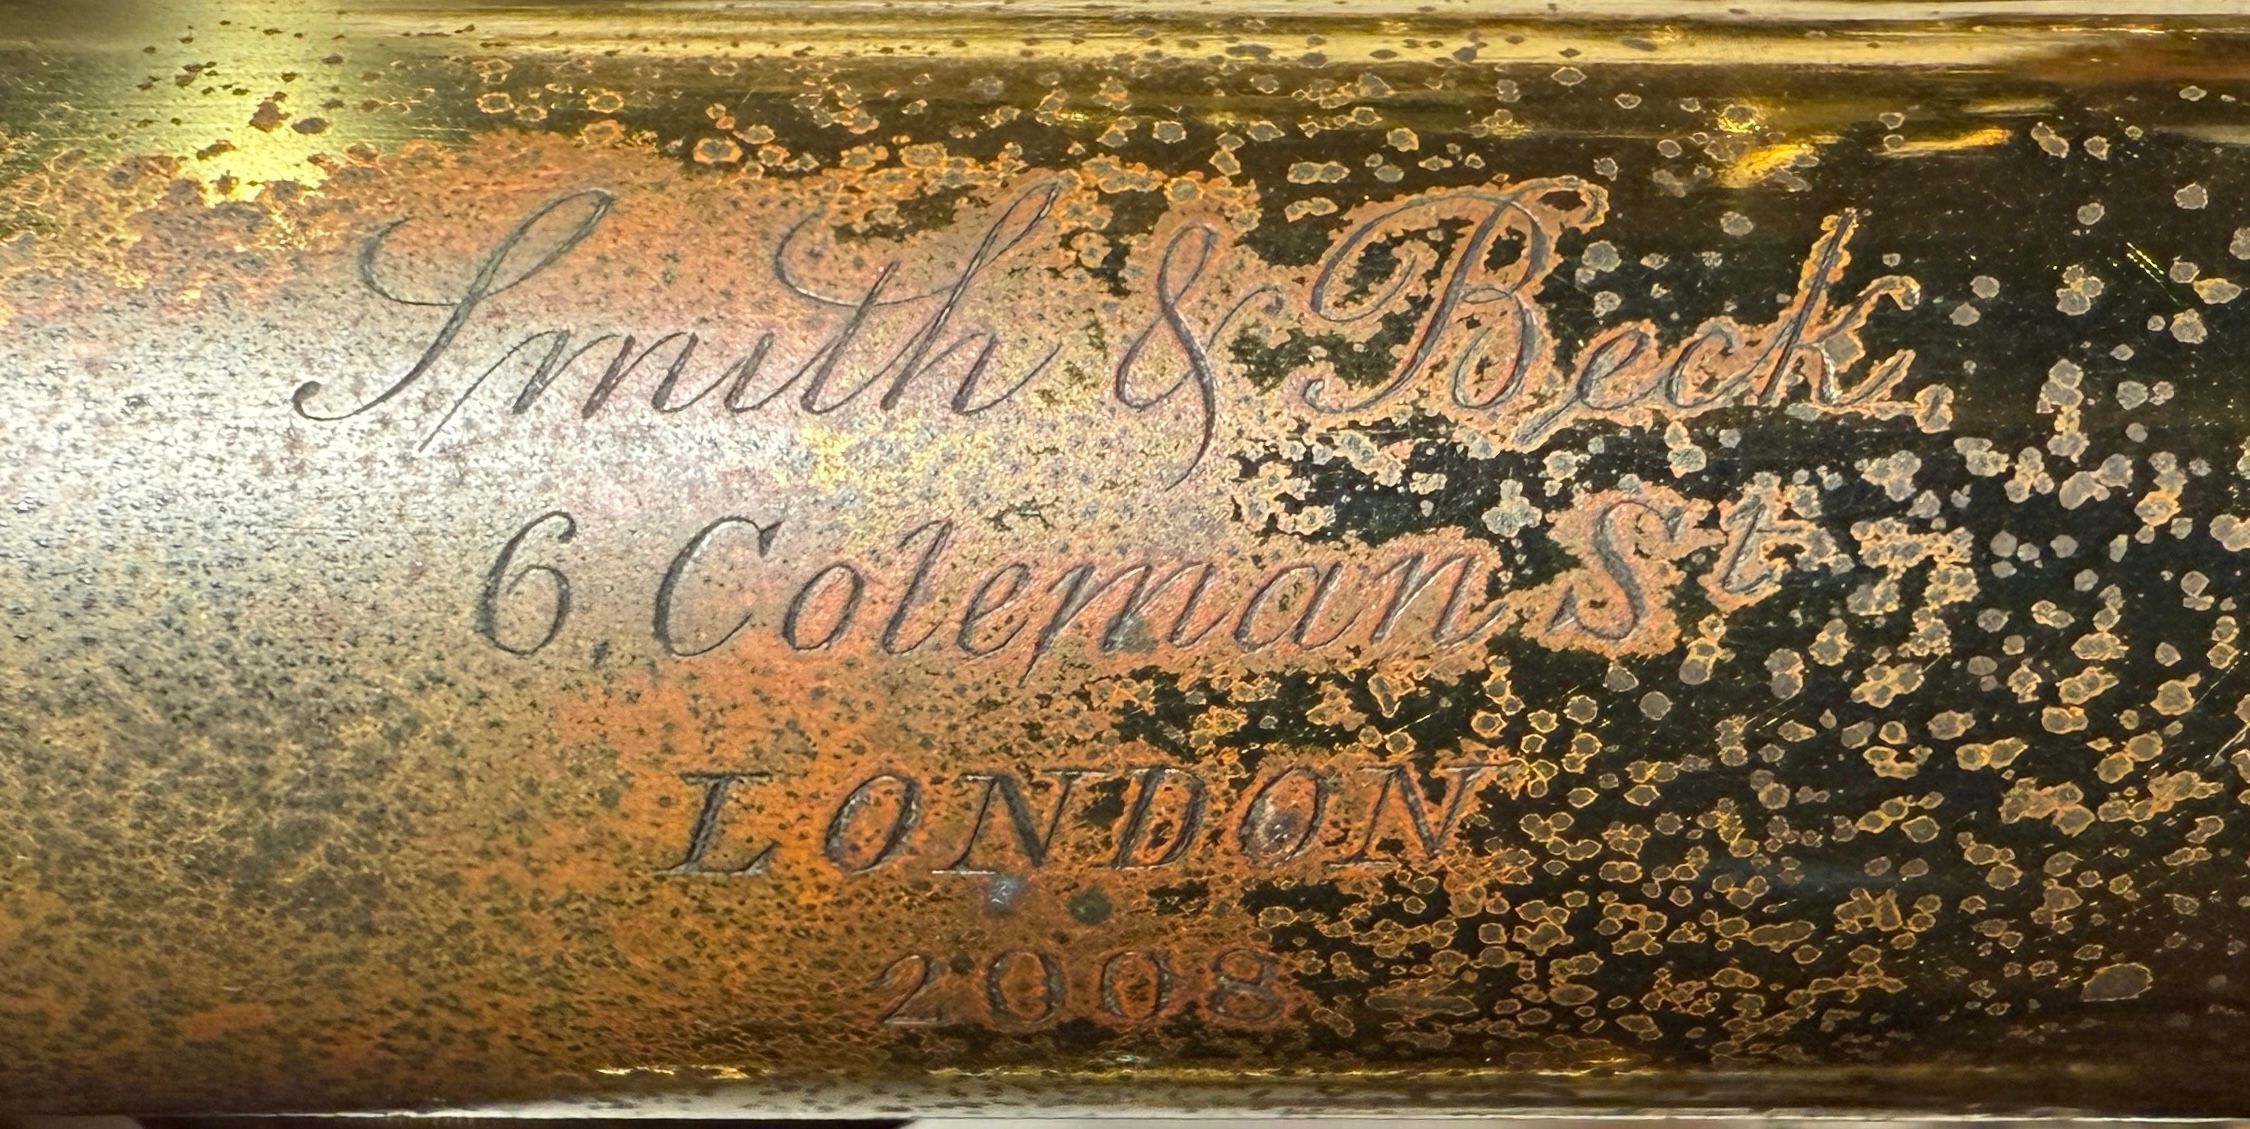 Smith & Beck,
6, Coleman St
LONDON
2008